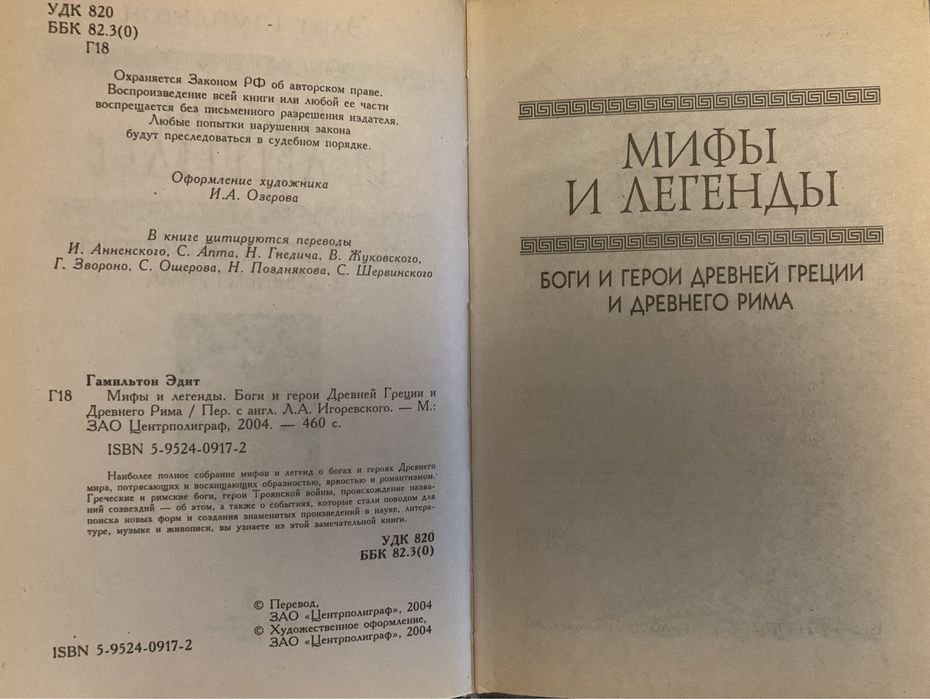 УДК 820
ББК 82.3(0)
Г18
Охраняется Законом РФ об авторском праве.
Воспроизведение всей книги или любой ее части
воспрещается без письменного разрешения издателя.
Любые попытки нарушения закона
будут преследоваться в судебном порядке.
Оформление художника
И.А. Озерова
В книге цитируются переводы
И. Анненского, С. Апта, Н. Гнедича, В. Жуковского,
Г. Звороно, С. Ошерова, Н. Позднякова, С. Шервинского
Гамильтон Эдит
Г18 Мифы и легенды. Боги и герои Древней Греции и
Древнего Рима / Пер. с англ. Л.А. Игоревского. — М.:
ЗАО Центрполиграф, 2004. — 460 с.
ISBN 5-9524-0917-2
Наиболее полное собрание мифов и легенд о богах и героях Древнего
мира, потрясающих и восхищающих образностью, яркостью и романтизмом.
Греческие и римские боги, герои Троянской войны, происхождение назва-
ний созвездий — об этом, а также о событиях, которые стали поводом для
поиска новых форм и создания знаменитых произведений в науке, литера-
туре, музыке и живописи, вы узнаете из этой замечательной книги.
УДК 820
ББК 82.3(0)
© Перевод,
ЗАО «Центрполиграф», 2004
© Художественное оформление,
ЗАО «Центрполиграф», 2004
ISBN 5-9524-0917-2
МИФЫ
И ЛЕГЕНДЫ
БОГИ И ГЕРОИ ДРЕВНЕЙ ГРЕЦИИ
И ДРЕВНЕГО РИМА